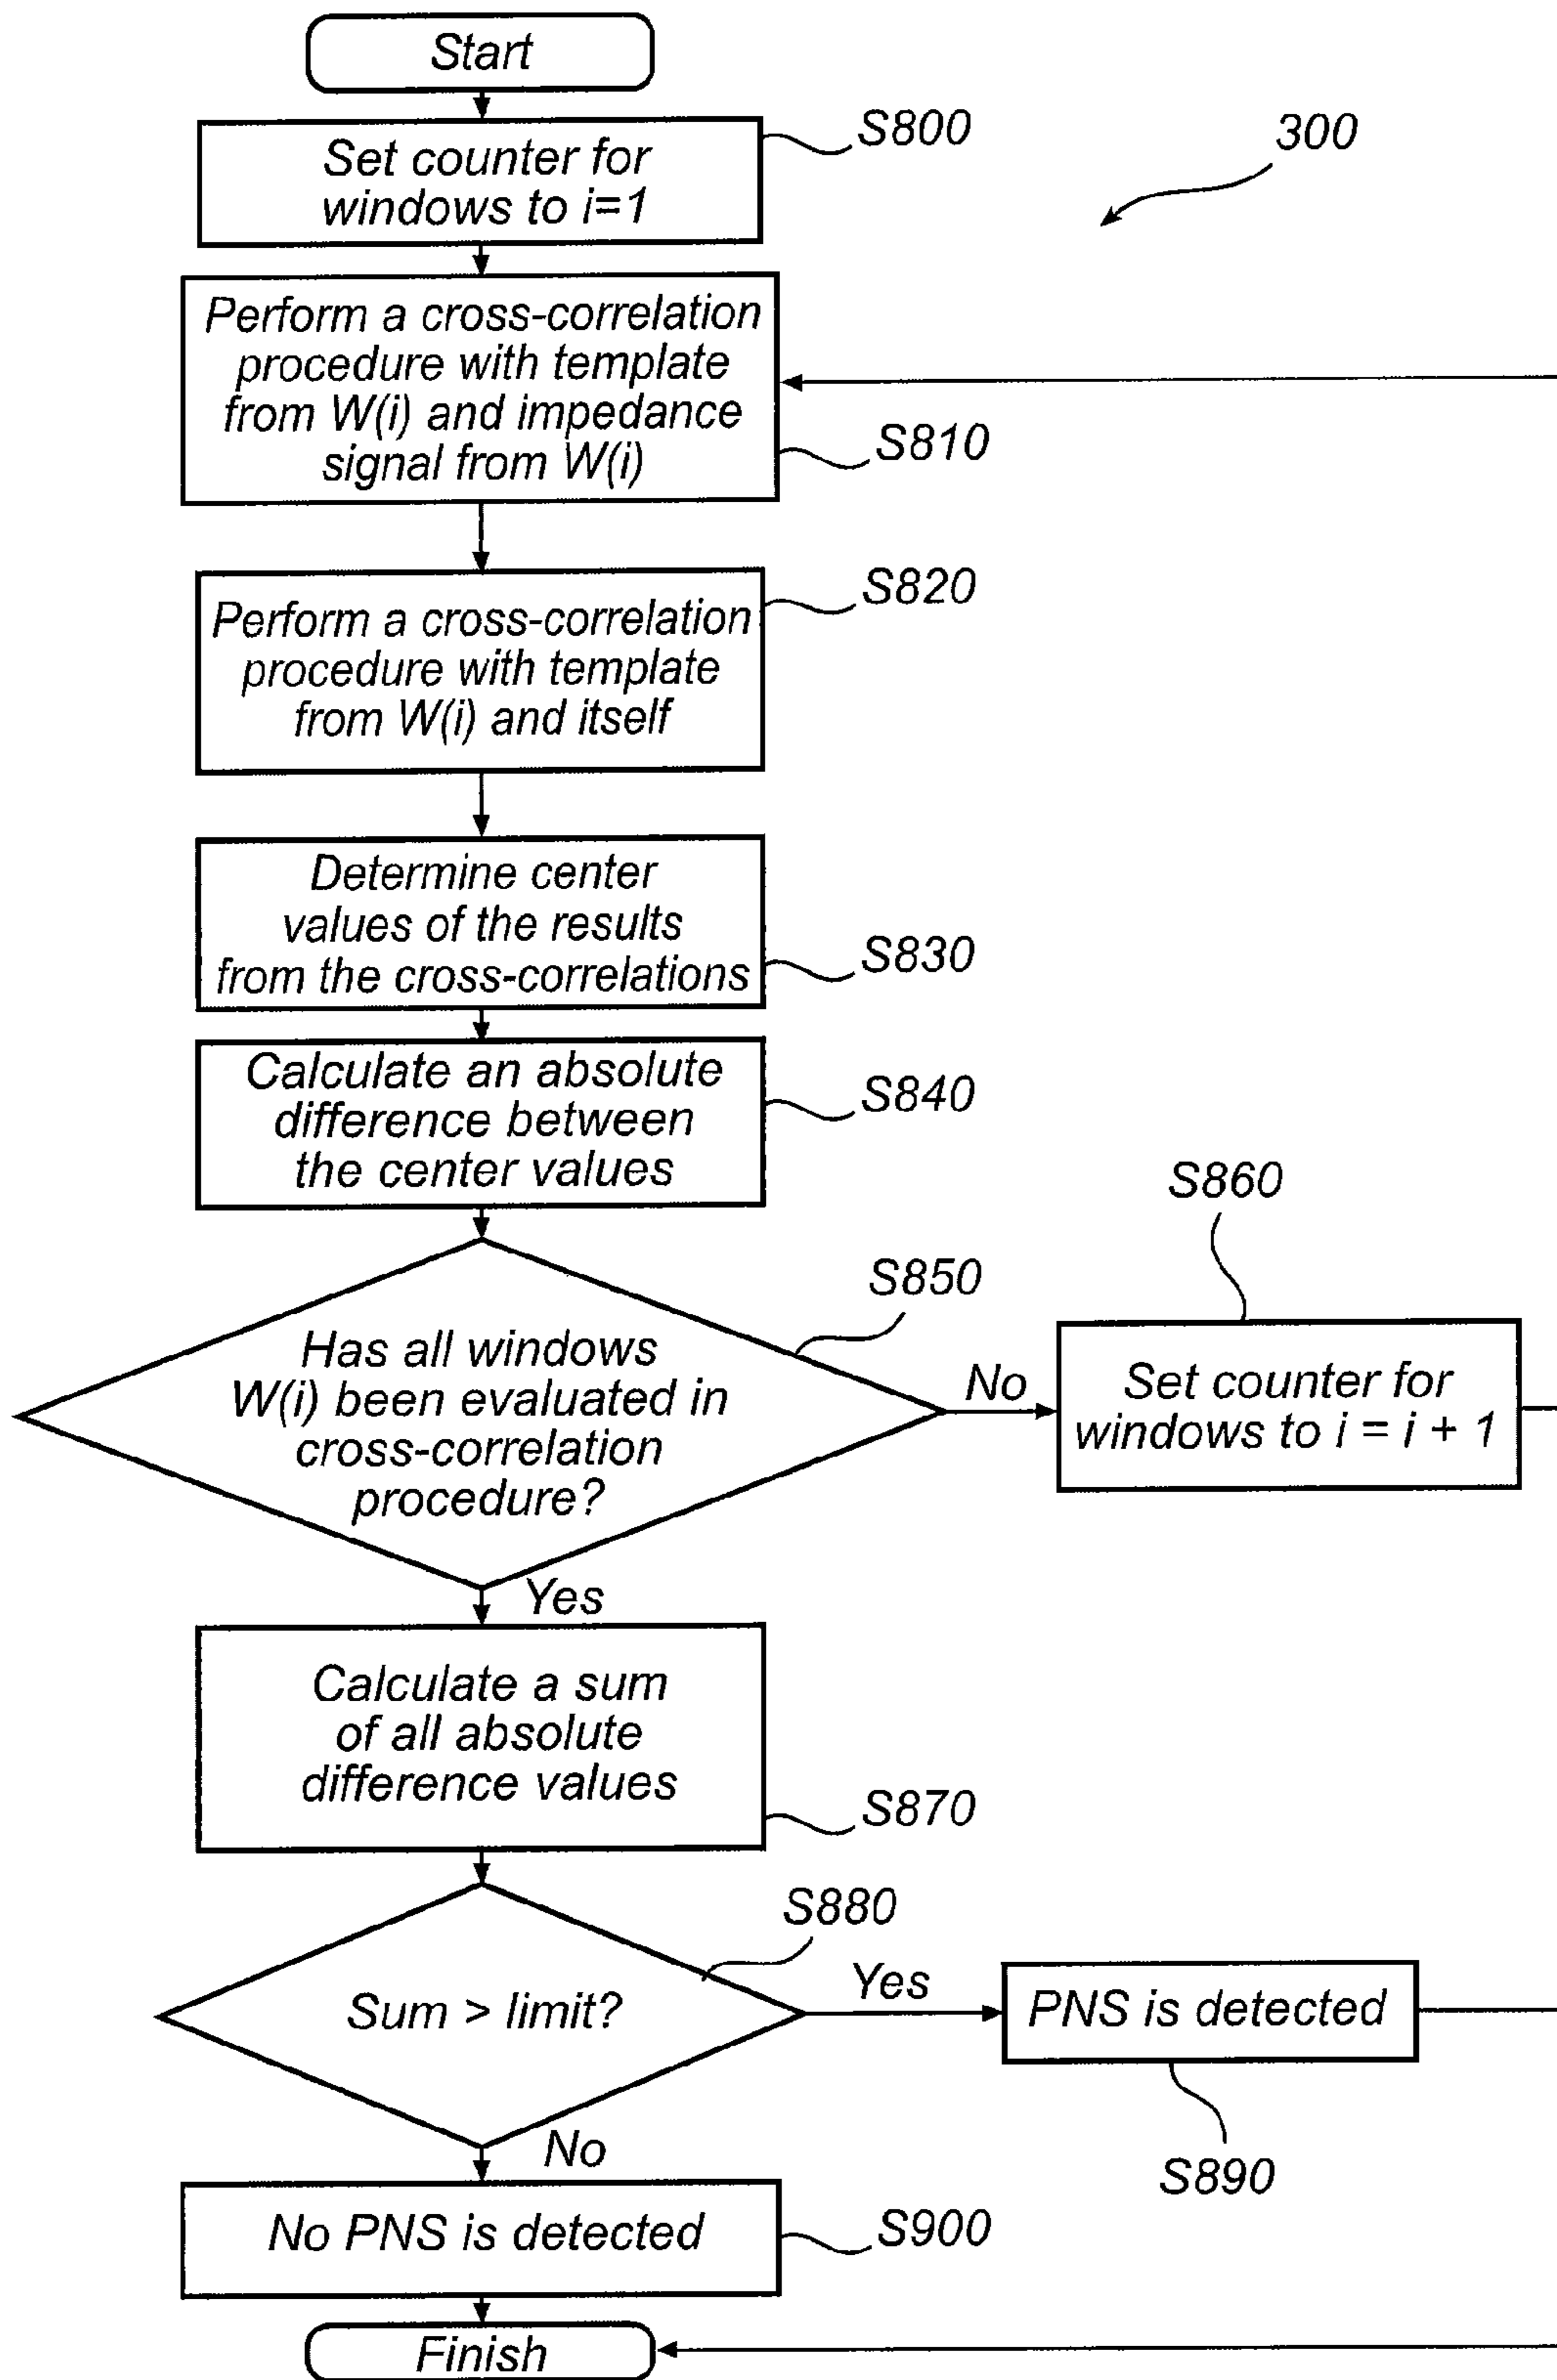 Start
Set counter for
windows to i=1
S800
300
Perform a cross-correlation
procedure with template
from W(i) and impedance
signal from W(i)
S810
Perform a cross-correlation
procedure with template
from W(i) and itself
S820
Determine center
values of the results
from the cross-correlations
S830
Calculate an absolute
difference between
the center values
S840
Has all windows
W(i) been evaluated in
cross-correlation
procedure?
S850
No
Set counter for
windows to i = i + 1
S860
Yes
Calculate a sum
of all absolute
difference values
S870
Sum > limit?
S880
Yes
PNS is detected
S890
No
No PNS is detected
S900
Finish